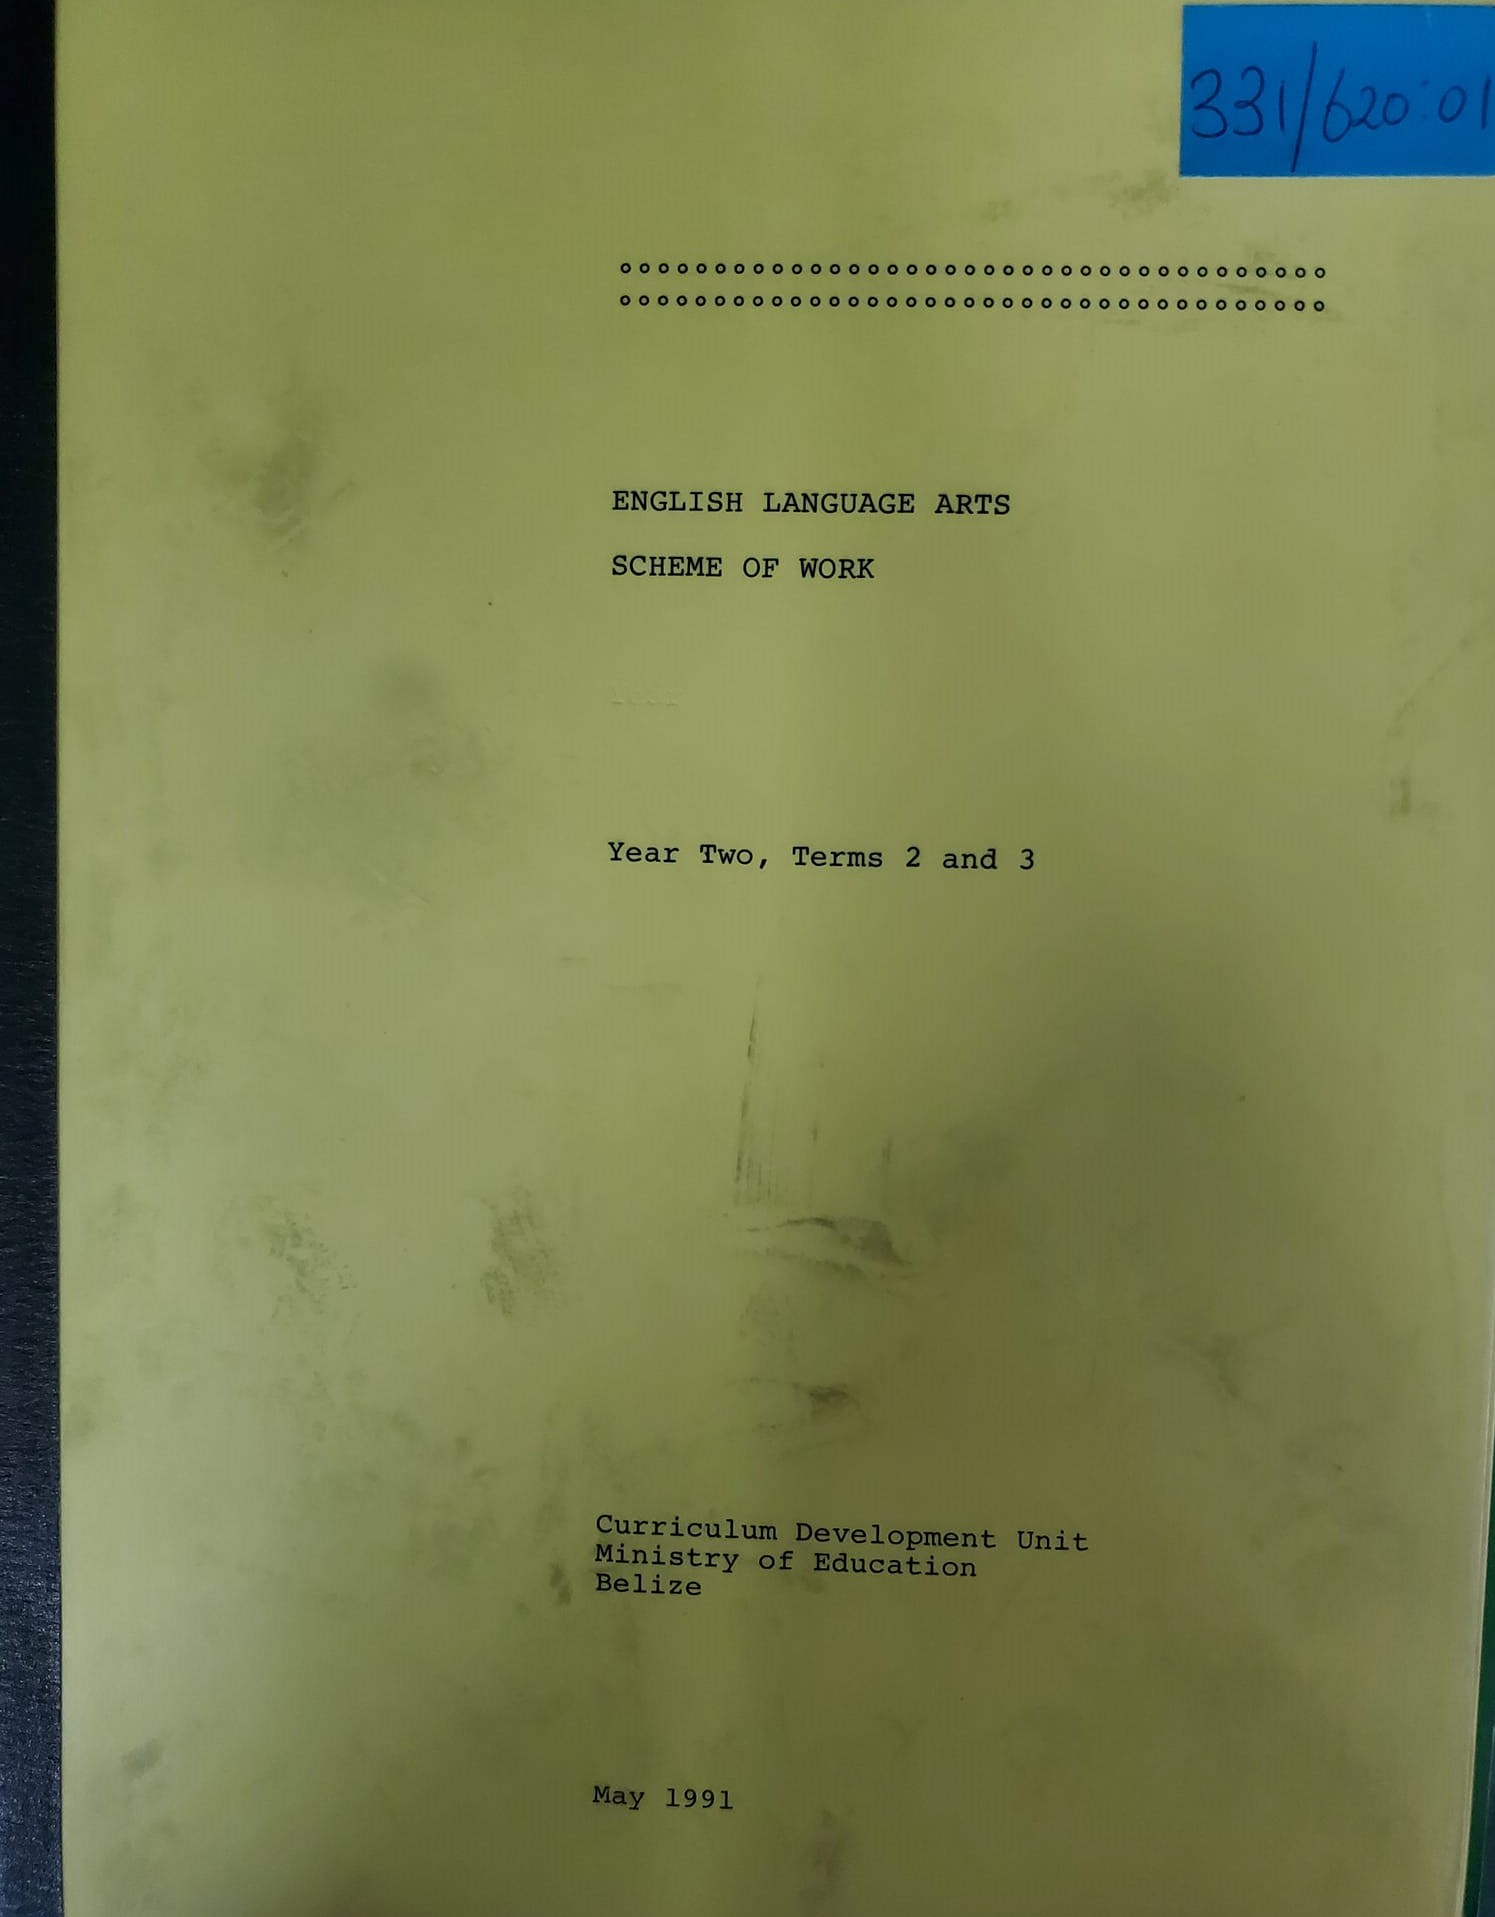 331/620:01
ENGLISH LANGUAGE ARTS
SCHEME OF WORK
Year Two, Terms 2 and 3
Curriculum Development Unit
Ministry of Education
Belize
May 1991